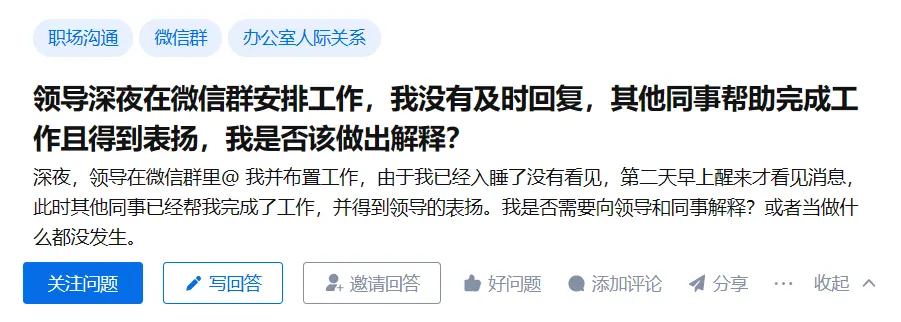 职场沟通 微信群 办公室人际关系
领导深夜在微信群安排工作，我没有及时回复，其他同事帮助完成工
作且得到表扬，我是否该做出解释？
深夜，领导在微信群里@ 我并布置工作，由于我已经入睡了没有看见，第二天早上醒来才看见消息，
此时其他同事已经帮我完成了工作，并得到领导的表扬。我是否需要向领导和同事解释？或者当做什
么都没发生。
关注问题 写回答 邀请回答 好问题 添加评论 分享 ··· 收起